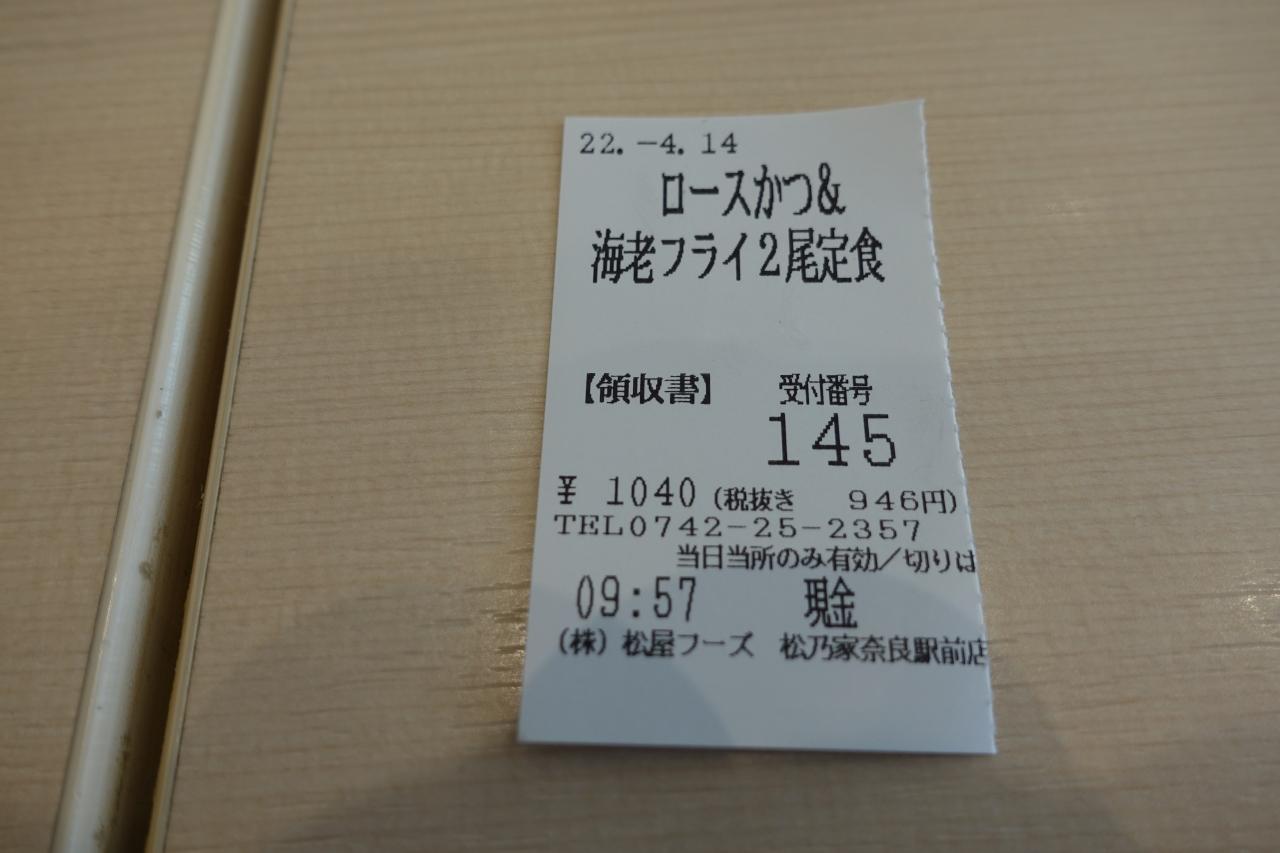 22.-4.14
ロースかつ&
海老フライ2尾定食
【領収書】 受付番号
145
¥ 1040 (税抜き 946円)
TEL0742-25-2357
当日当所のみ有効/切りは
09:57 現金
(株)松屋フーズ 松乃家奈良駅前店